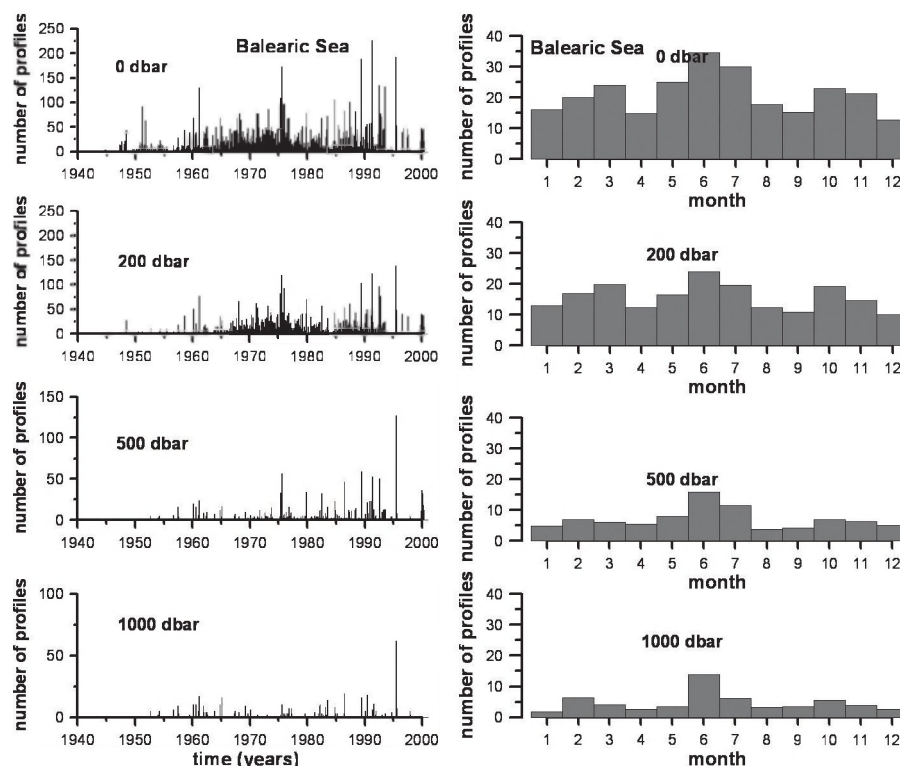 number of profiles
250
200
150
100
50
0
Balearic Sea
0 dbar
1940 1950 1960 1970 1980 1990 2000
number of profiles
40
30
20
10
0
Balearic Sea
0 dbar
1 2 3 4 5 6 7 8 9 10 11 12
month
number of profiles
250
200
150
100
50
0
200 dbar
1940 1950 1960 1970 1980 1990 2000
number of profiles
40
30
20
10
0
200 dbar
1 2 3 4 5 6 7 8 9 10 11 12
month
number of profiles
150
100
50
0
500 dbar
1940 1950 1960 1970 1980 1990 2000
number of profiles
40
30
20
10
0
500 dbar
1 2 3 4 5 6 7 8 9 10 11 12
month
number of profiles
100
50
0
1000 dbar
1940 1950 1960 1970 1980 1990 2000
time (years)
number of profiles
40
30
20
10
0
1000 dbar
1 2 3 4 5 6 7 8 9 10 11 12
month